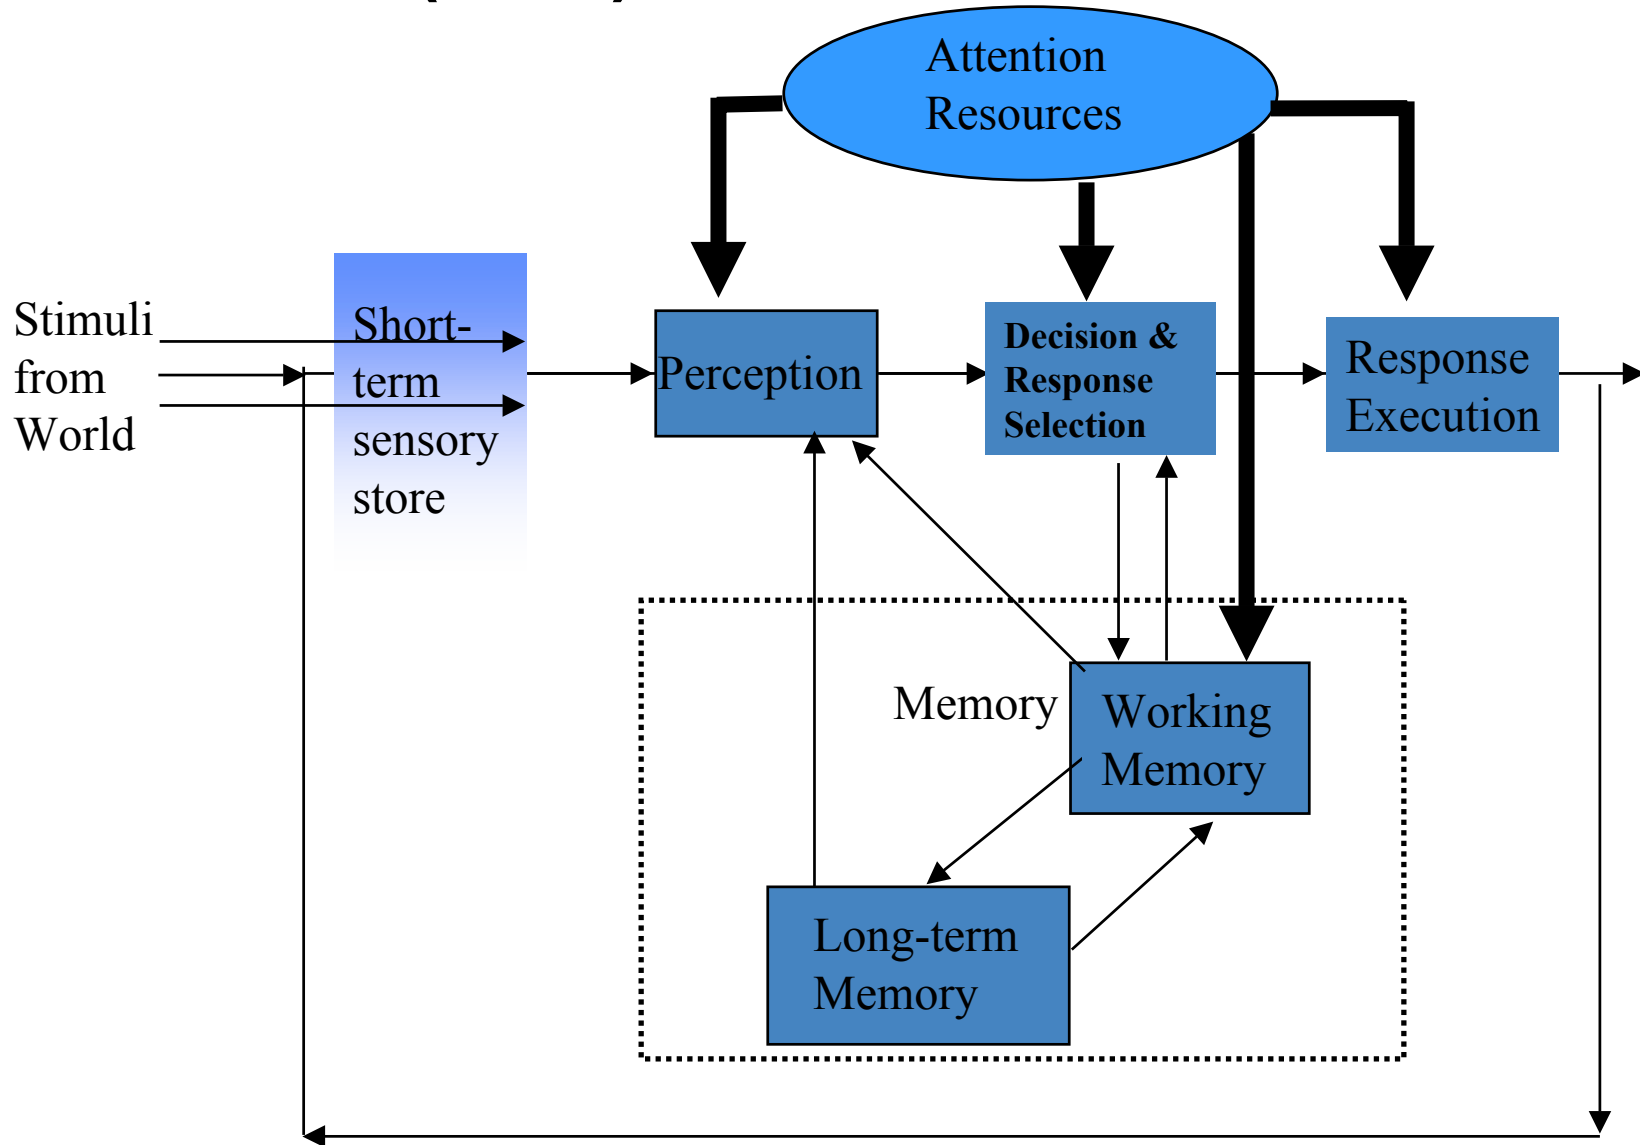 Attention
Resources
Stimuli
from
World
Short-
term
sensory
store
Perception
Decision &
Response
Selection
Response
Execution
Memory
Working
Memory
Long-term
Memory